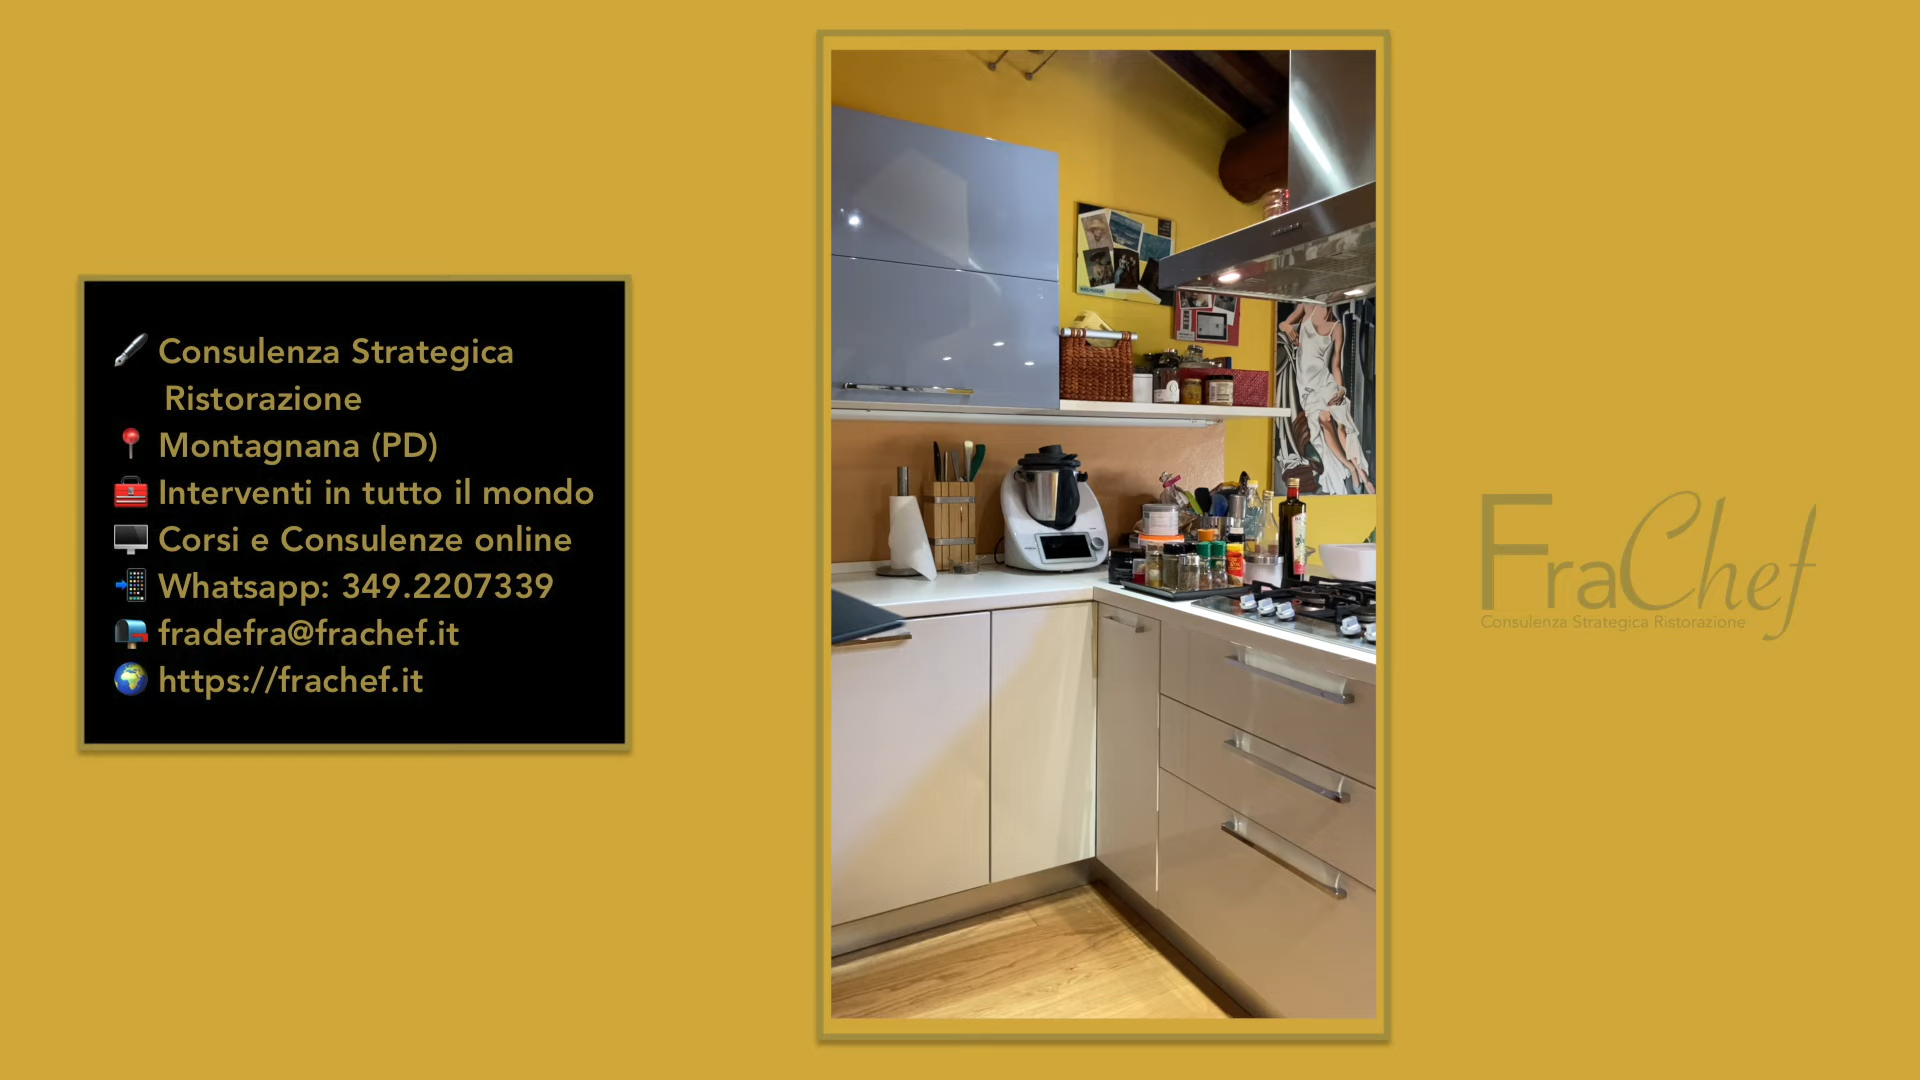 Consulenza Strategica
Ristorazione
Montagnana (PD)
Interventi in tutto il mondo
Corsi e Consulenze online
Whatsapp: 349.2207339
fradefra@frachef.it
https://frachef.it
FraChef
Consulenza Strategica Ristorazione